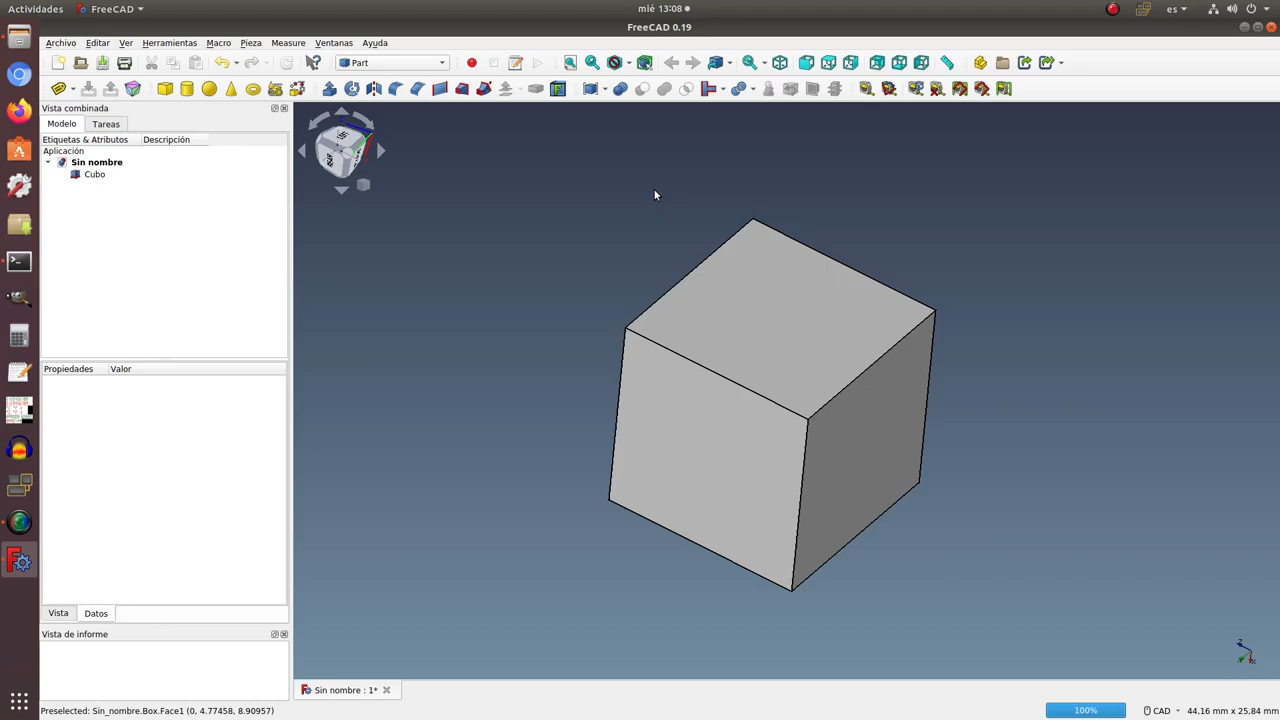 Actividades FreeCAD mié 13:08 es
FreeCAD 0.19
Archivo Editar Ver Herramientas Macro Pieza Measure Ventanas Ayuda
Part
Vista combinada
Modelo Tareas
Etiquetas & Atributos Descripción
Aplicación
Sin nombre
Cubo
Propiedades Valor
Vista Datos
Vista de informe
Sin nombre : 1*
Preselected: Sin_nombre.Box.Face1 (0, 4.77458, 8.90957) 100% CAD 44,16 mm x 25,84 mm